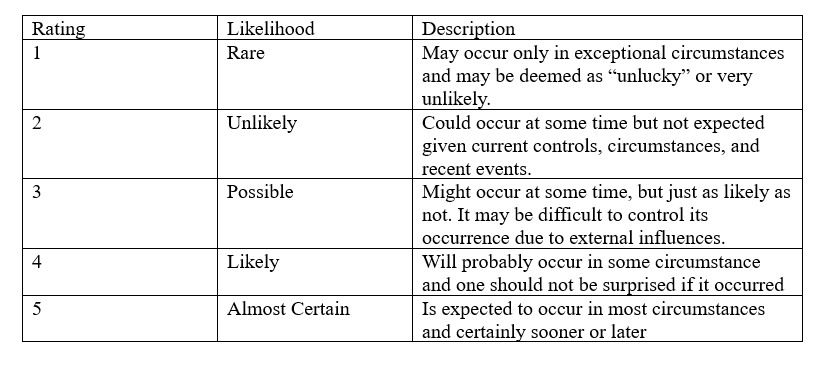 Rating Likelihood Description
1 Rare May occur only in exceptional circumstances
and may be deemed as “unlucky” or very
unlikely.
2 Unlikely Could occur at some time but not expected
given current controls, circumstances, and
recent events.
3 Possible Might occur at some time, but just as likely as
not. It may be difficult to control its
occurrence due to external influences.
4 Likely Will probably occur in some circumstance
and one should not be surprised if it occurred
5 Almost Certain Is expected to occur in most circumstances
and certainly sooner or later